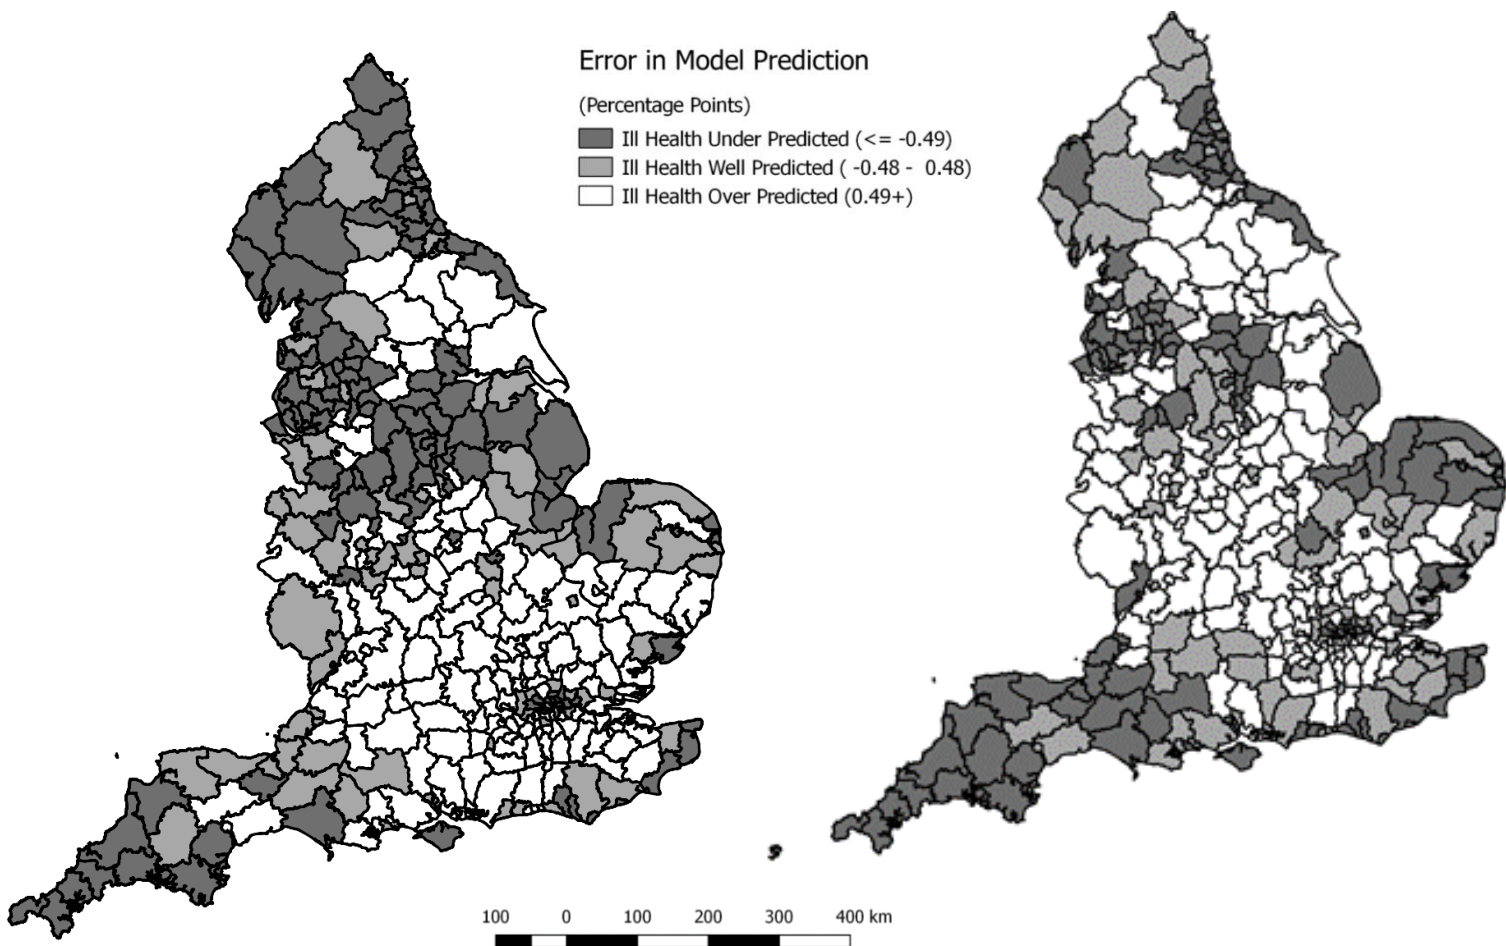 Error in Model Prediction
(Percentage Points)
Ill Health Under Predicted (<= -0.49)
Ill Health Well Predicted ( -0.48 - 0.48)
Ill Health Over Predicted (0.49+)
100 0 100 200 300 400 km